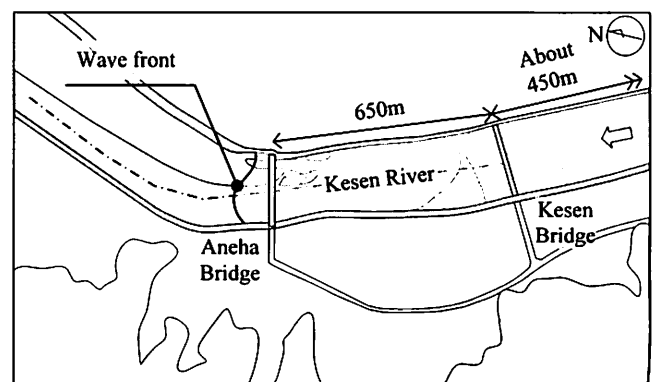 Wave front
N
About
450m
650m
Kesen River
Aneha
Bridge
Kesen
Bridge